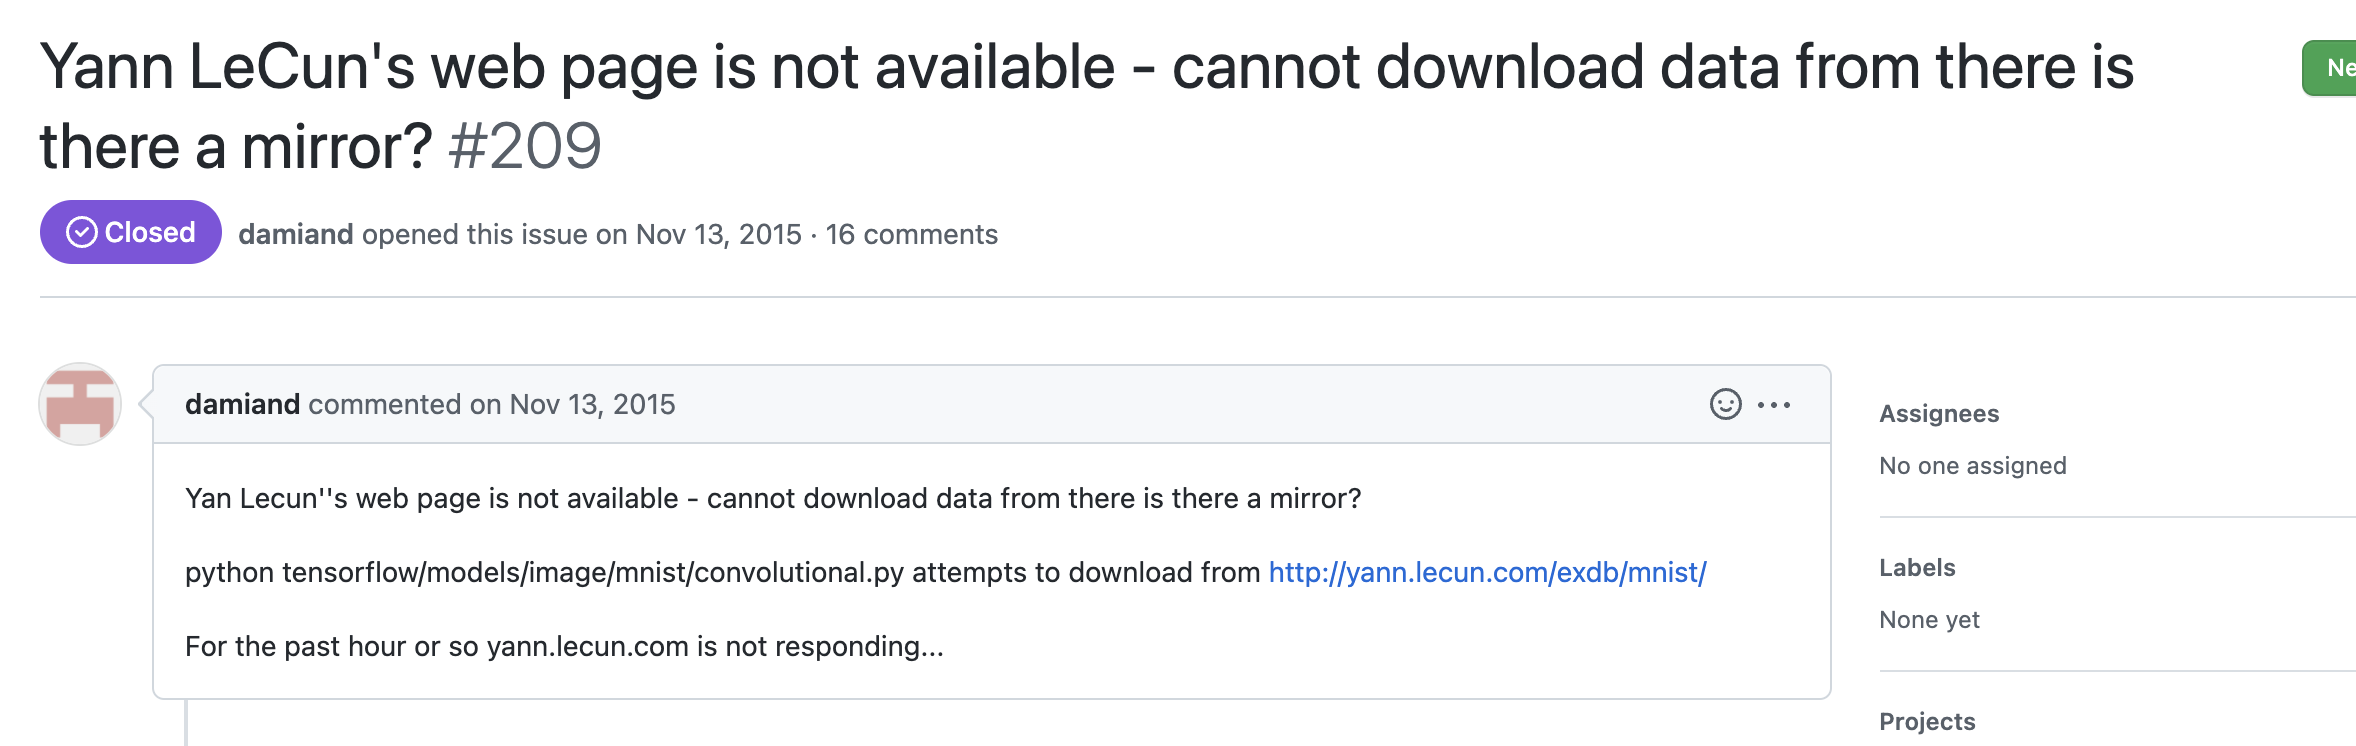 Yann LeCun's web page is not available - cannot download data from there is
there a mirror? #209
Ne
Closed
damiand opened this issue on Nov 13, 2015 · 16 comments
damiand commented on Nov 13, 2015
Yan Lecun''s web page is not available - cannot download data from there is there a mirror?
python tensorflow/models/image/mnist/convolutional.py attempts to download from http://yann.lecun.com/exdb/mnist/
For the past hour or so yann.lecun.com is not responding...
Assignees
No one assigned
Labels
None yet
Projects